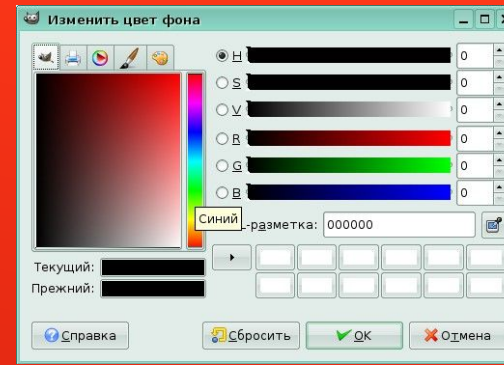 Изменить цвет фона
H 0
S 0
V 0
R 0
G 0
B 0
Синий L-разметка: 000000
Текущий:
Прежний:
Справка Сбросить OK Отмена